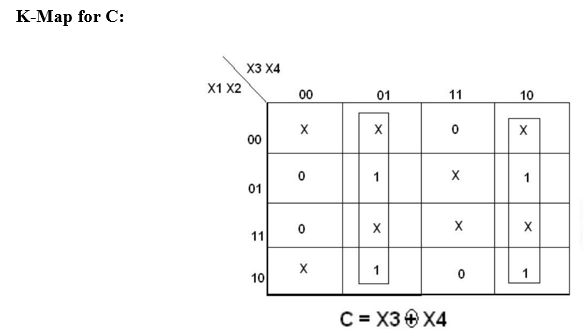 K-Map for C:
X3 X4
X1 X2
00 01 11 10
00 X X 0 X
01 0 1 X 1
11 0 X X X
10 X 1 0 1
C = X3 ⊕ X4